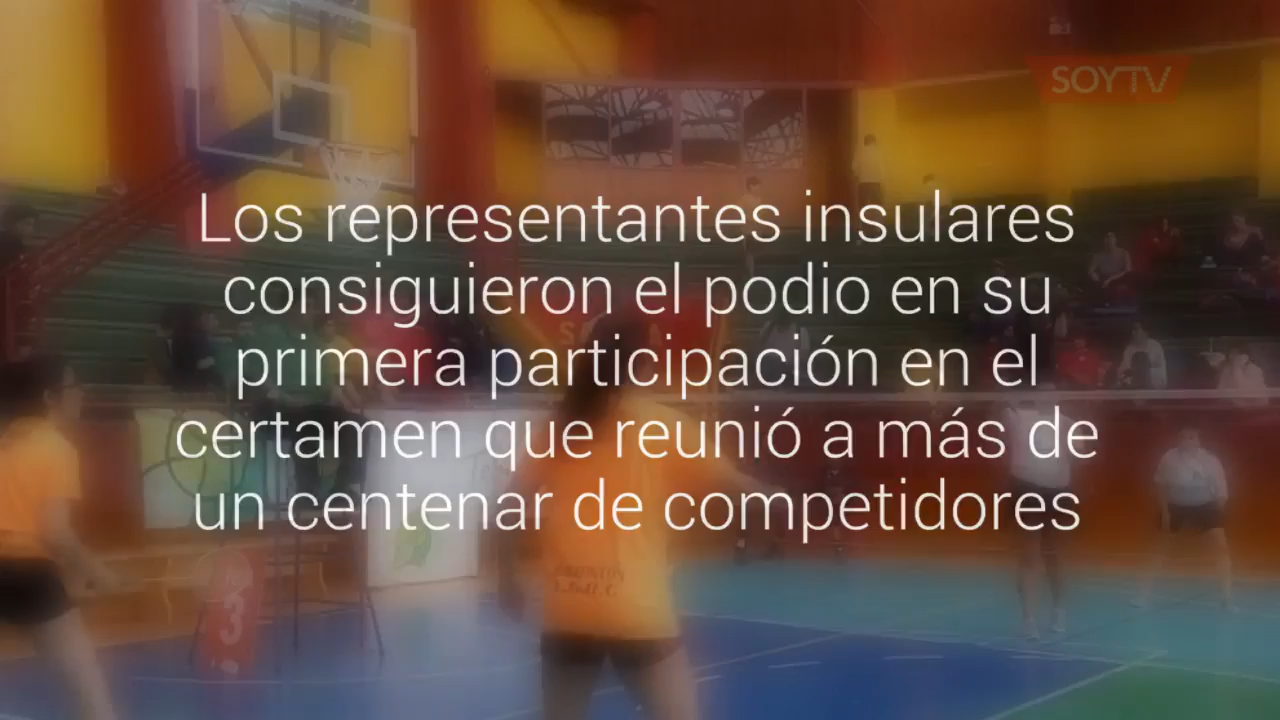 SOYTV
Los representantes insulares
consiguieron el podio en su
primera participación en el
certamen que reunió a más de
un centenar de competidores
3